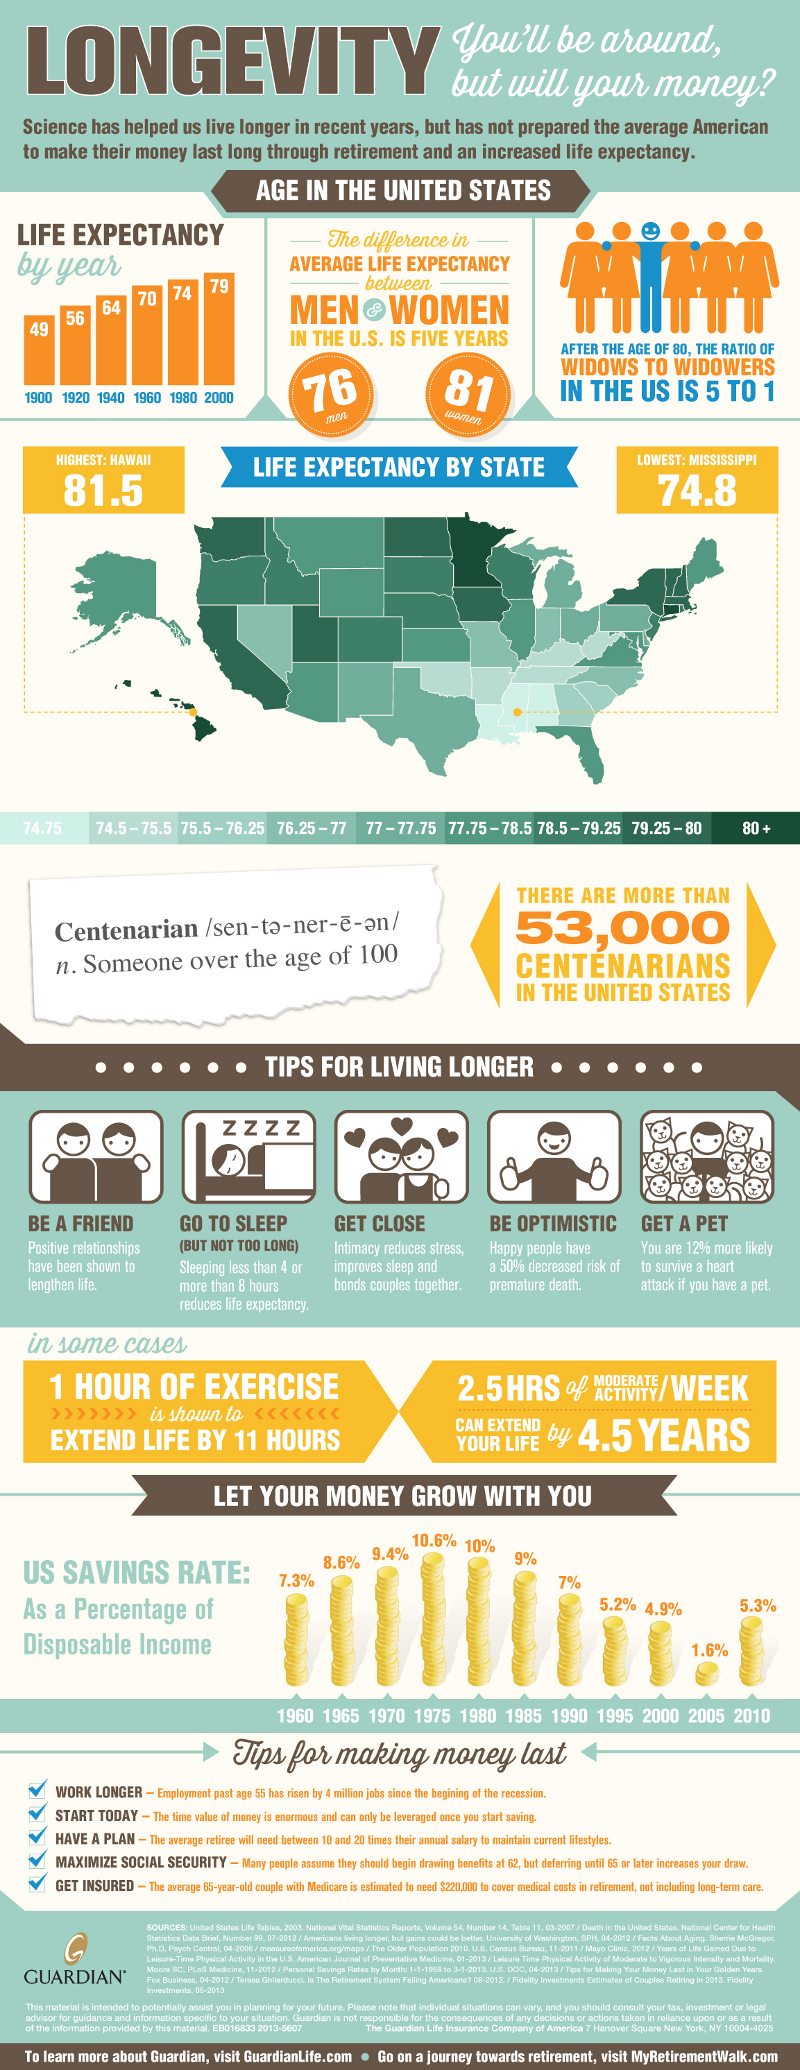 LONGEVITY
You'll be around,
but will your money?
Science has helped us live longer in recent years, but has not prepared the average American
to make their money last long through retirement and an increased life expectancy.
AGE IN THE UNITED STATES
LIFE EXPECTANCY
by year
49 56 64 70 74 79
1900 1920 1940 1960 1980 2000
The difference in
AVERAGE LIFE EXPECTANCY
between
MEN & WOMEN
IN THE U.S. IS FIVE YEARS
76
men
81
women
AFTER THE AGE OF 80, THE RATIO OF
WIDOWS TO WIDOWERS
IN THE US IS 5 TO 1
HIGHEST: HAWAII
81.5
LIFE EXPECTANCY BY STATE
LOWEST: MISSISSIPPI
74.8
74.75 74.5 – 75.5 75.5 – 76.25 76.25 – 77 77 – 77.75 77.75 – 78.5 78.5 – 79.25 79.25 – 80 80 +
Centenarian /sen-tə-ner-ē-ən/
n. Someone over the age of 100
THERE ARE MORE THAN
53,000
CENTENARIANS
IN THE UNITED STATES
TIPS FOR LIVING LONGER
BE A FRIEND
Positive relationships
have been shown to
lengthen life.
Z Z Z Z
GO TO SLEEP
(BUT NOT TOO LONG)
Sleeping less than 4 or
more than 8 hours
reduces life expectancy.
GET CLOSE
Intimacy reduces stress,
improves sleep and
bonds couples together.
BE OPTIMISTIC
Happy people have
a 50% decreased risk of
premature death.
GET A PET
You are 12% more likely
to survive a heart
attack if you have a pet.
in some cases
1 HOUR OF EXERCISE
is shown to
EXTEND LIFE BY 11 HOURS
2.5 HRS of MODERATE ACTIVITY/WEEK
CAN EXTEND YOUR LIFE by 4.5 YEARS
LET YOUR MONEY GROW WITH YOU
US SAVINGS RATE:
As a Percentage of
Disposable Income
7.3% 8.6% 9.4% 10.6% 10% 9% 7% 5.2% 4.9% 1.6% 5.3%
1960 1965 1970 1975 1980 1985 1990 1995 2000 2005 2010
Tips for making money last
WORK LONGER – Employment past age 55 has risen by 4 million jobs since the begining of the recession.
START TODAY – The time value of money is enormous and can only be leveraged once you start saving.
HAVE A PLAN – The average retiree will need between 10 and 20 times their annual salary to maintain current lifestyles.
MAXIMIZE SOCIAL SECURITY – Many people assume they should begin drawing benefits at 62, but deferring until 65 or later increases your draw.
GET INSURED – The average 65-year-old couple with Medicare is estimated to need $220,000 to cover medical costs in retirement, not including long-term care.
G
GUARDIAN®
SOURCES: United States Life Tables, 2003. National Vital Statistics Reports, Volume 54, Number 14, Table 11, 03-2007 / Death in the United States. National Center for Health
Statistics Data Brief, Number 99, 07-2012 / Americans living longer, but gains could be better. University of Washington, SPH, 04-2012 / Facts About Aging. Sherrie McGregor,
Ph.D, Psych Central, 04-2006 / measureofamerica.org/maps / The Older Population 2010. U.S. Census Bureau, 11-2011 / Mayo Clinic, 2012 / Years of Life Gained Due to
Leisure-Time Physical Activity in the U.S. American Journal of Preventative Medicine, 01-2013 / Leisure Time Physical Activity of Moderate to Vigorous Intensity and Mortality.
Moore SC, PLoS Medicine, 11-2012 / Personal Savings Rates by Month: 1-1-1959 to 3-1-2013. U.S. DOC, 04-2013 / Tips for Making Your Money Last in Your Golden Years.
Fox Business, 04-2012 / Teresa Ghilarducci. Is The Retirement System Failing Americans? 08-2012. / Fidelity Investments Estimates of Couples Retiring in 2013. Fidelity
Investments, 05-2013
This material is intended to potentially assist you in planning for your future. Please note that individual situations can vary, and you should consult your tax, investment or legal
advisor for guidance and information specific to your situation. Guardian is not responsible for the consequences of any decisions or actions taken in reliance upon or as a result
of the information provided by this material. EB016833 2013-5607 The Guardian Life Insurance Company of America 7 Hanover Square New York, NY 10004-4025
To learn more about Guardian, visit GuardianLife.com • Go on a journey towards retirement, visit MyRetirementWalk.com